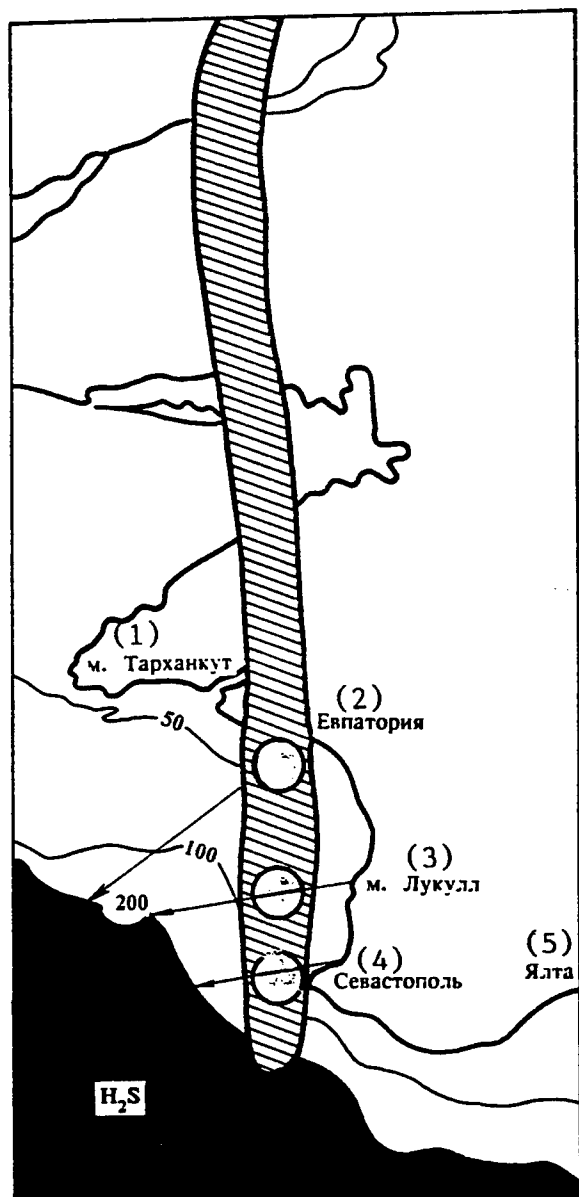 (1)
м. Тарханкут
(2)
Евпатория
50
100
(3)
м. Лукулл
200
(4)
Севастополь
(5)
Ялта
H₂S